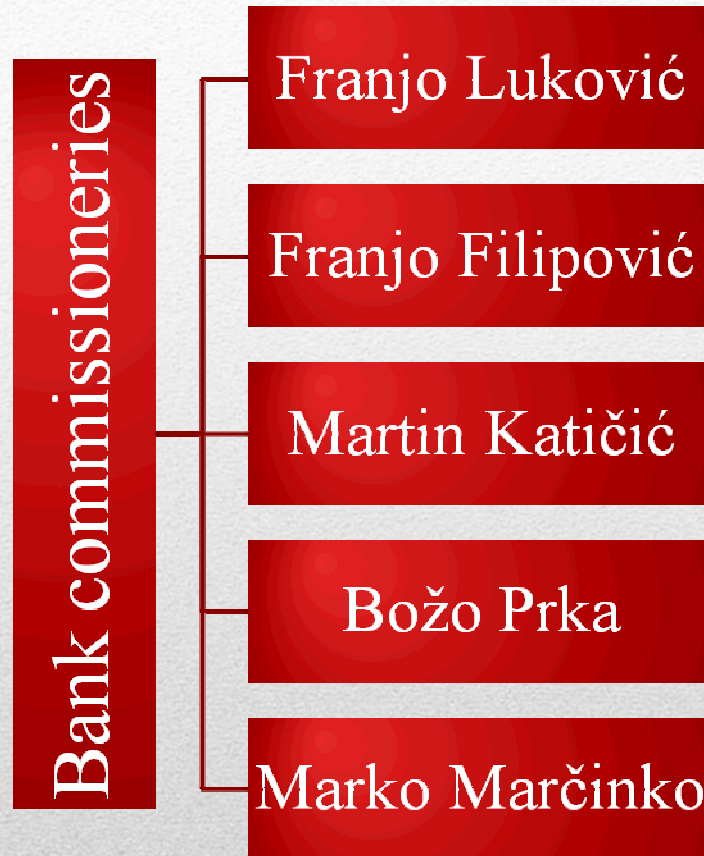 Bank commissioneries
Franjo Luković
Franjo Filipović
Martin Katičić
Božo Prka
Marko Marčinko